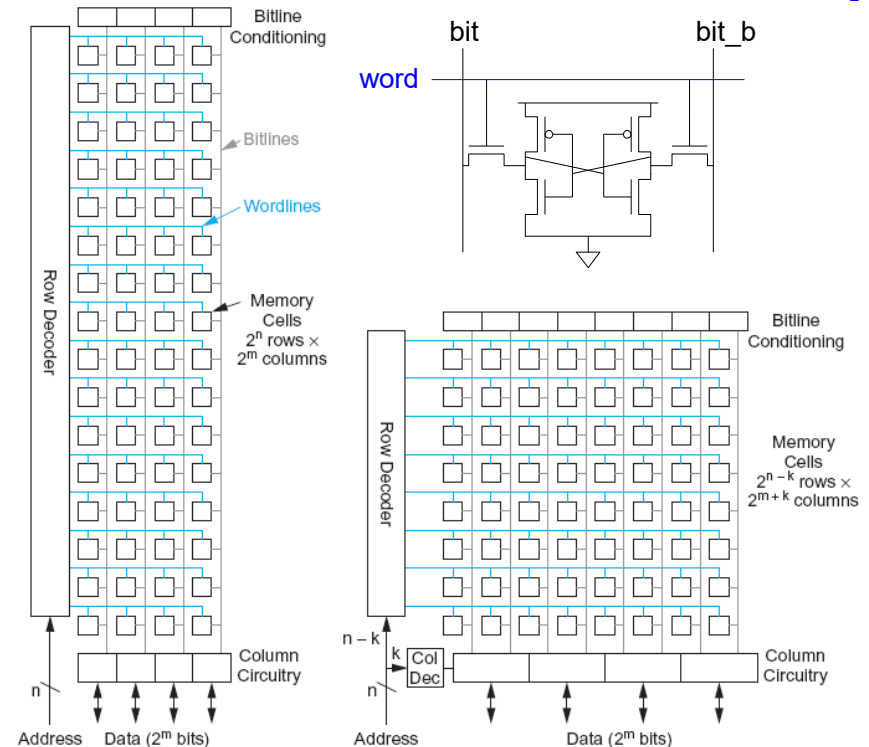 Bitline
Conditioning
Bitlines
Wordlines
Row Decoder
Memory
Cells
2ⁿ rows ×
2ᵐ columns
Column
Circuitry
n
Address
Data (2ᵐ bits)
bit
bit_b
word
Bitline
Conditioning
Row Decoder
Memory
Cells
2ⁿ⁻ᵏ rows ×
2ᵐ⁺ᵏ columns
n – k
k
Col
Dec
n
Column
Circuitry
Address
Data (2ᵐ bits)